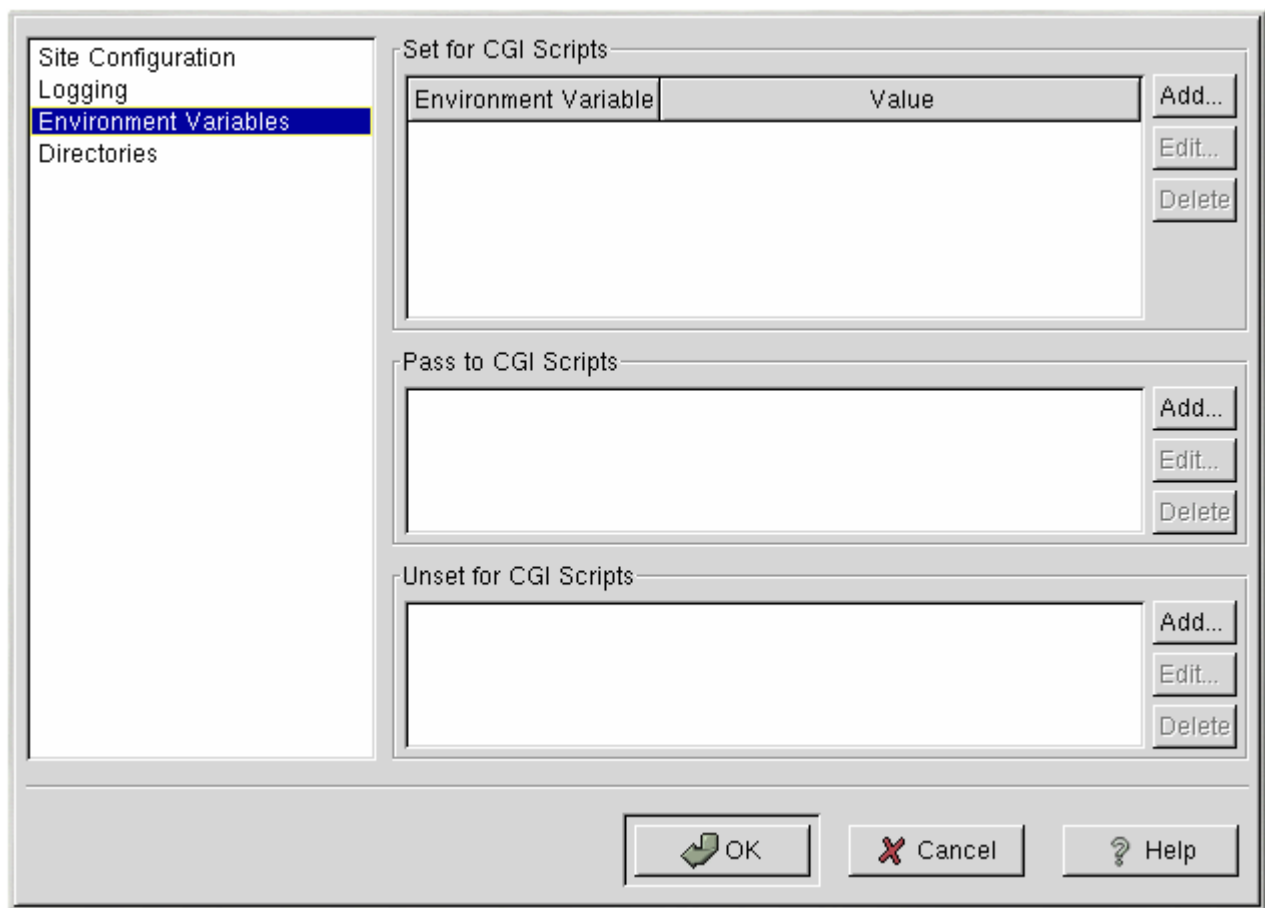 Site Configuration
Logging
Environment Variables
Directories
Set for CGI Scripts
Environment Variable Value
Add...
Edit...
Delete
Pass to CGI Scripts
Add...
Edit...
Delete
Unset for CGI Scripts
Add...
Edit...
Delete
OK Cancel Help